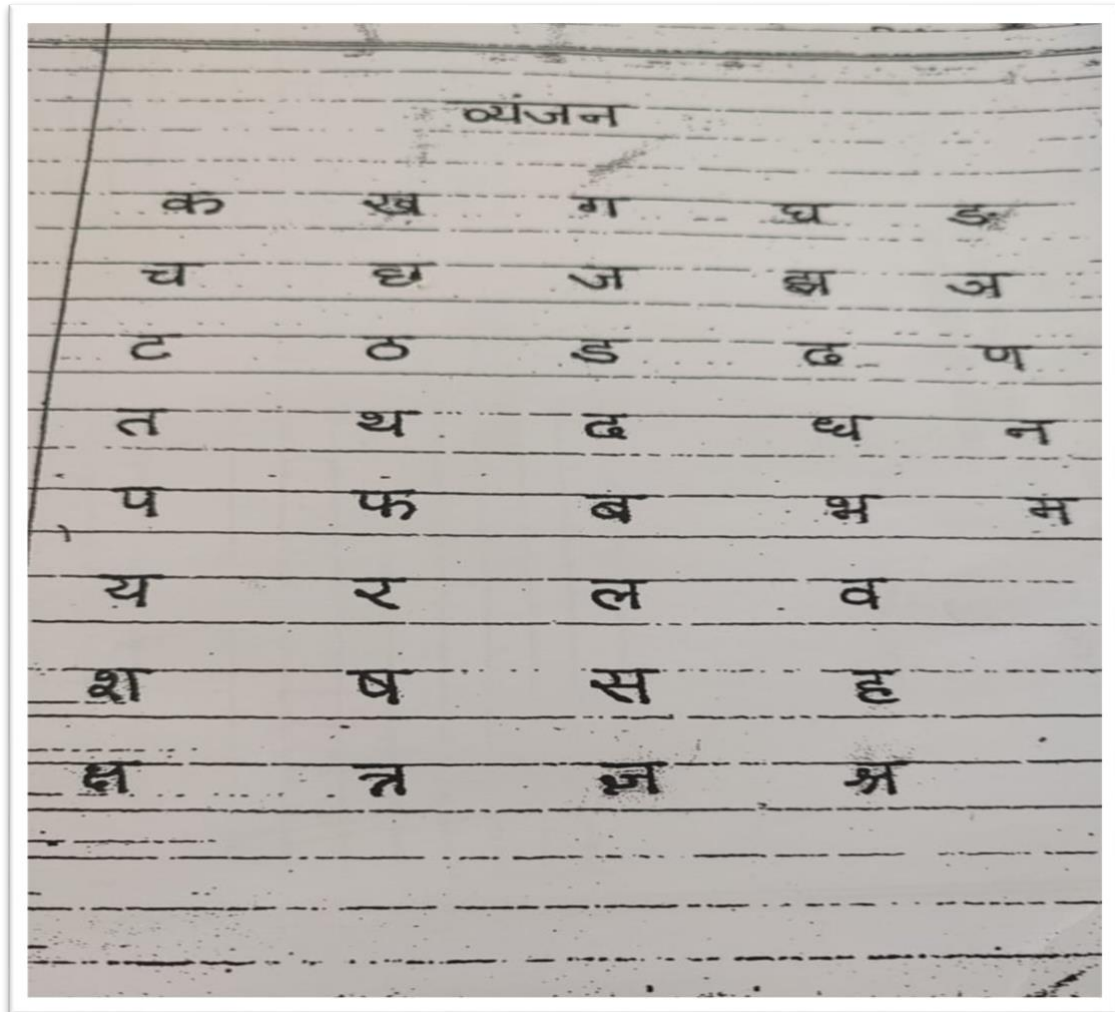 व्यंजन
क ख ग घ ङ
च छ ज झ ञ
ट ठ ड ढ ण
त थ द ध न
प फ ब भ म
य र ल व
श ष स ह
क्ष त्र ज्ञ श्र